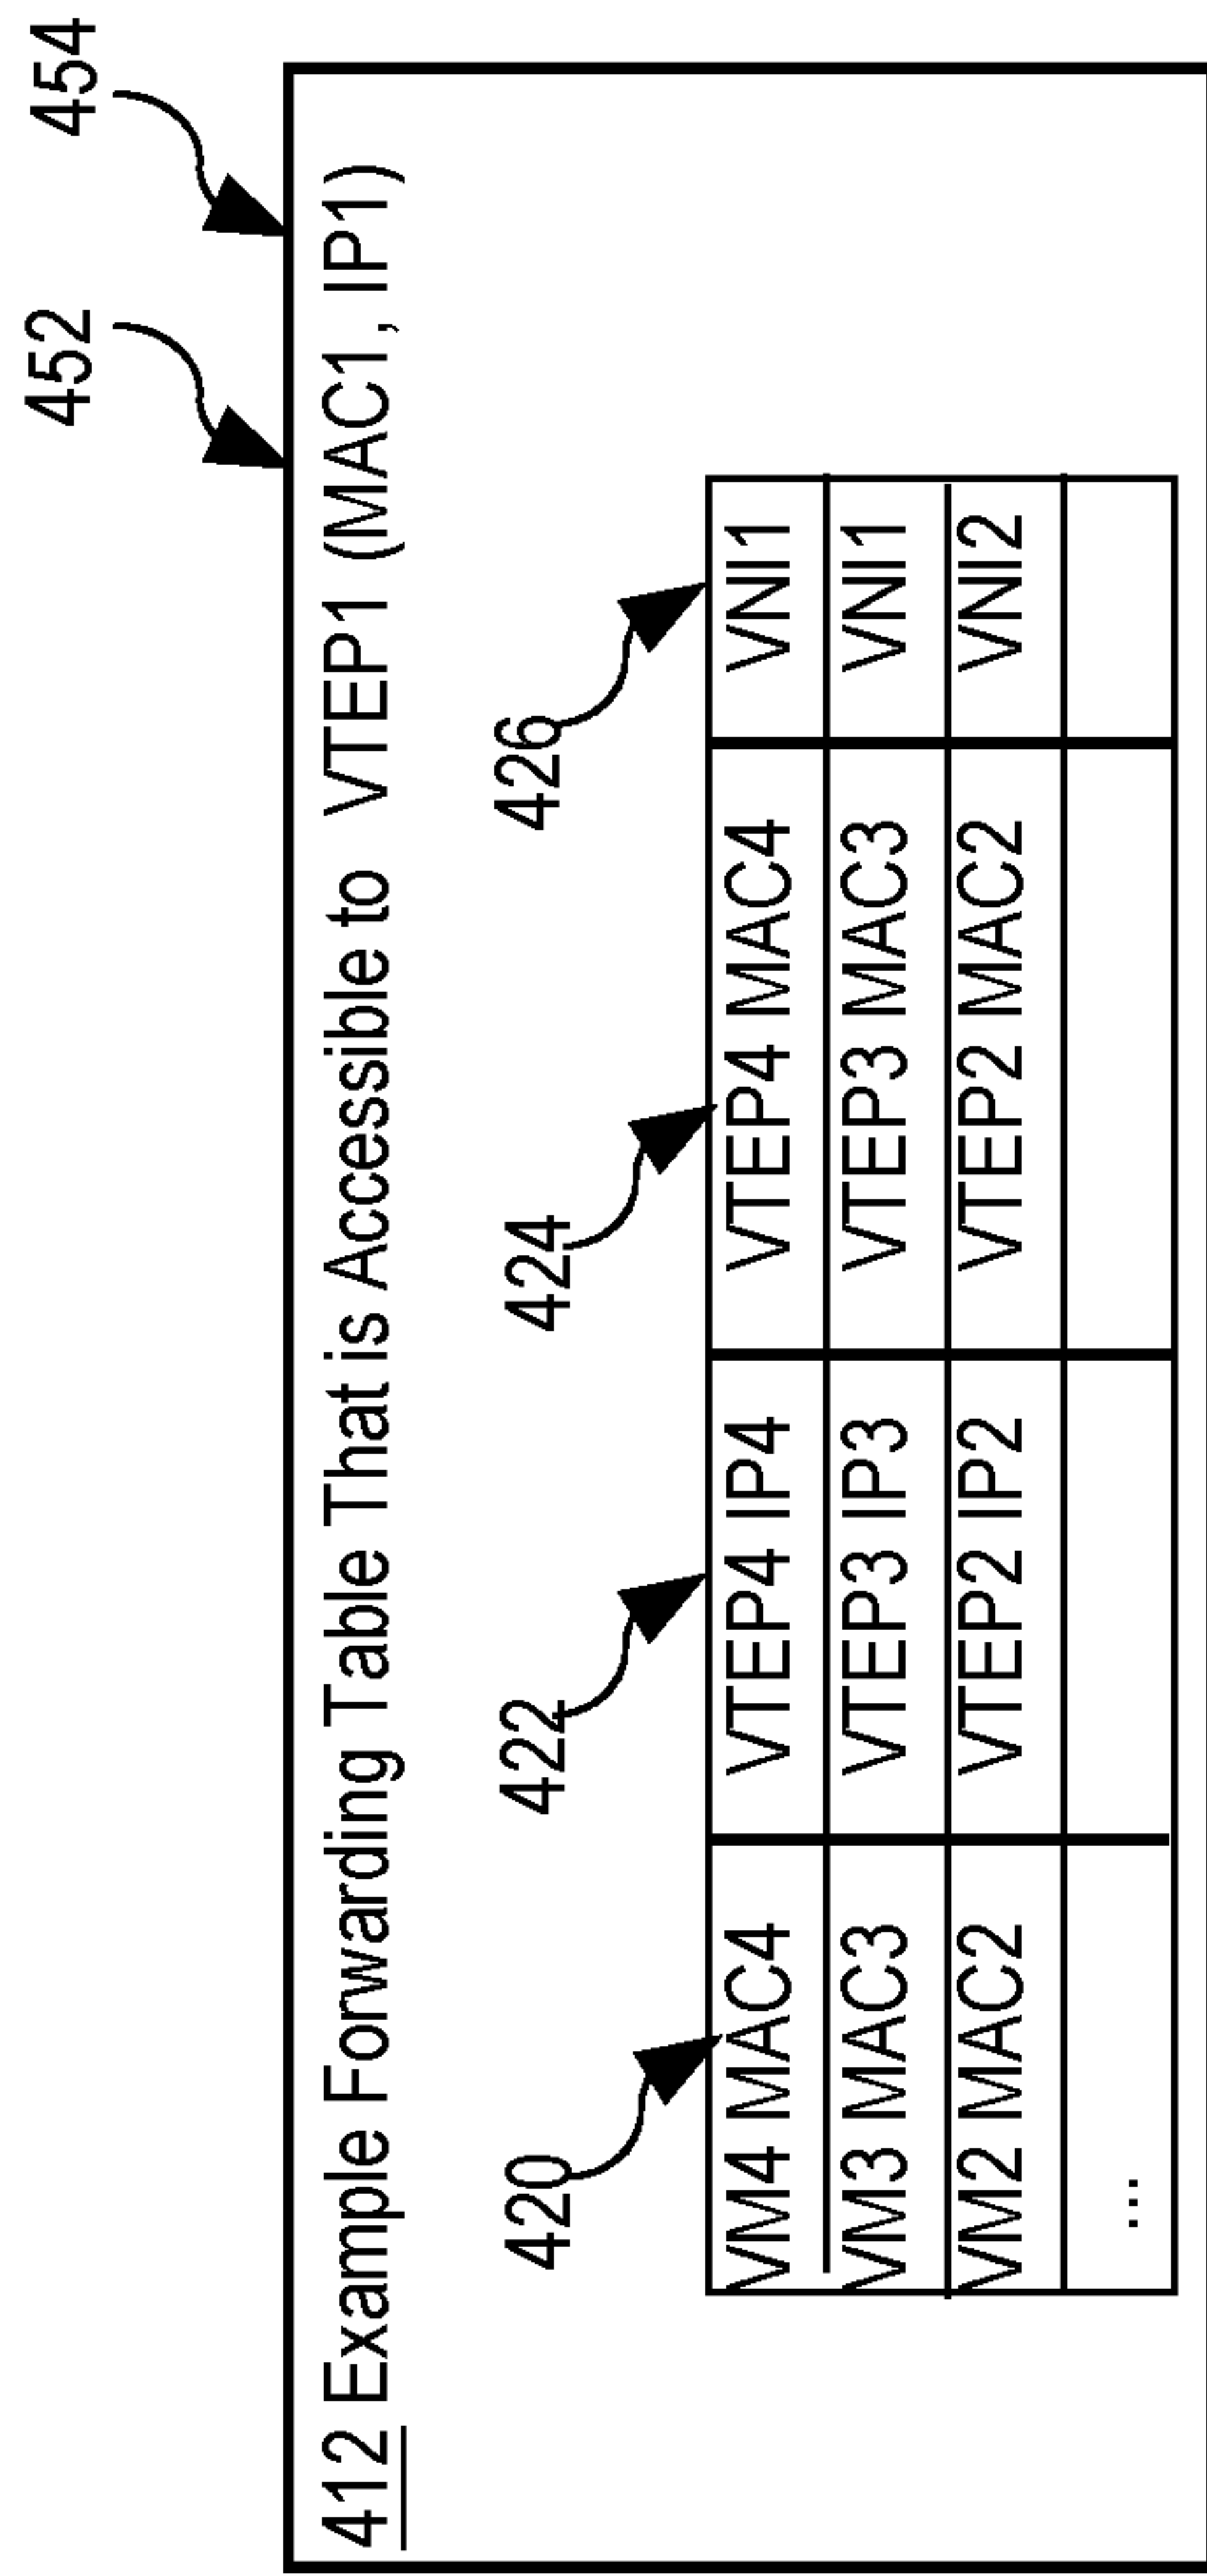 452 454
412 Example Forwarding Table That is Accessible to VTEP1 (MAC1, IP1)
420 422 424 426
VM4 MAC4 VTEP4 IP4 VTEP4 MAC4 VNI1
VM3 MAC3 VTEP3 IP3 VTEP3 MAC3 VNI1
VM2 MAC2 VTEP2 IP2 VTEP2 MAC2 VNI2
...